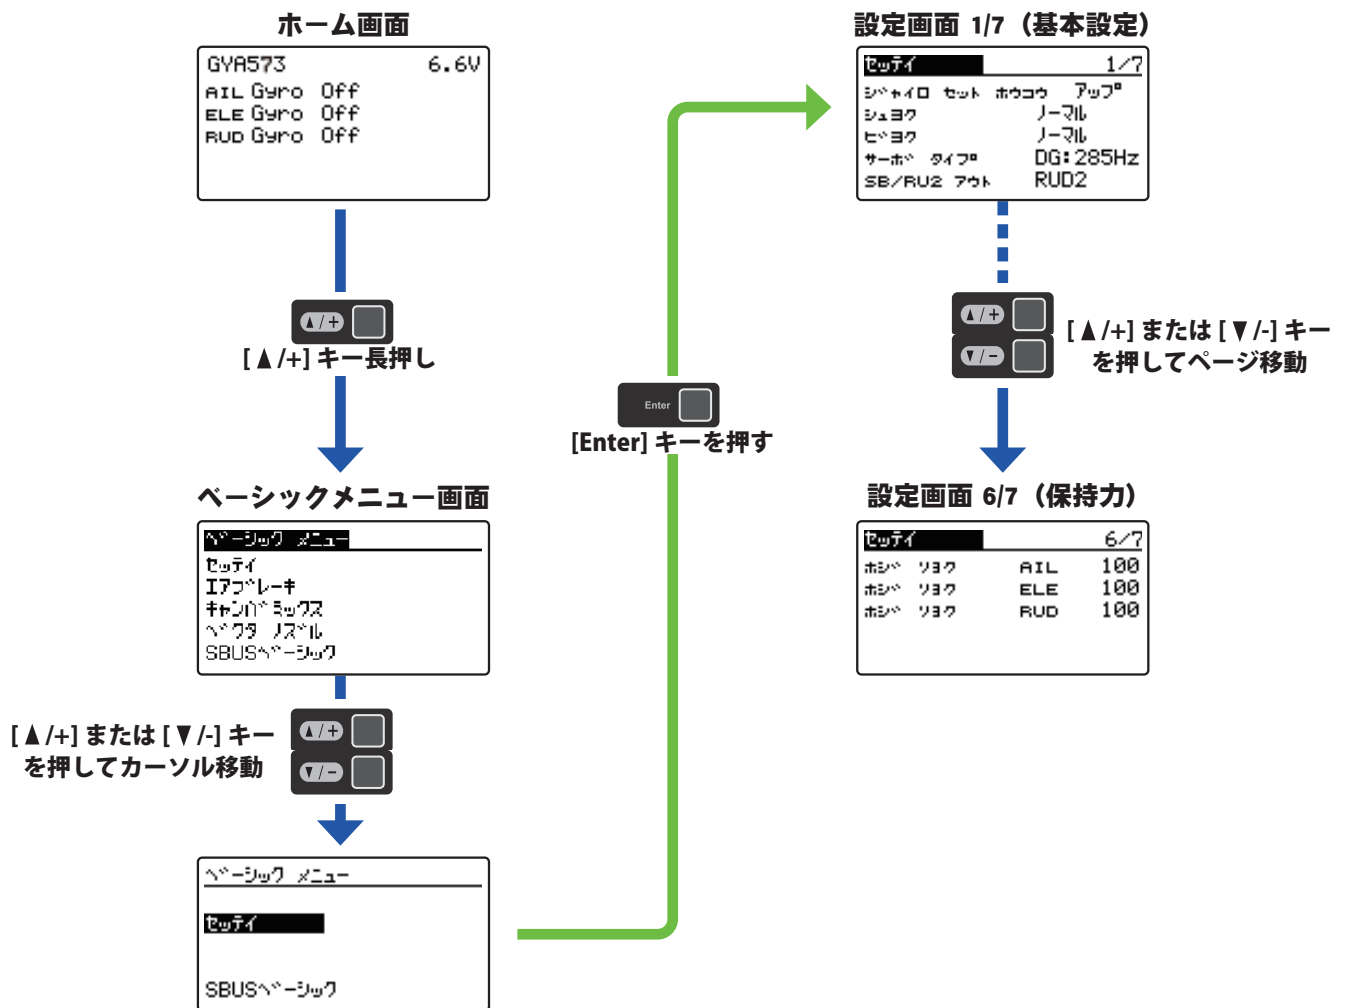 ホーム画面
GYA573 6.6V
AIL Gyro Off
ELE Gyro Off
RUD Gyro Off
▲/+
[▲/+] キー長押し
ベーシックメニュー画面
ベーシック メニュー
セッテイ
エアブレーキ
キャンバミックス
ベクタ ノズル
SBUSベーシック
▲/+
▼/-
[▲/+] または [▼/-] キー
を押してカーソル移動
ベーシック メニュー
セッテイ
SBUSベーシック
Enter
[Enter] キーを押す
設定画面 1/7（基本設定）
セッテイ 1/7
ジャイロ セット ホウコウ アップ
シュヨク ノーマル
ビヨク ノーマル
サーボ タイプ DG:285Hz
SB/RU2 アウト RUD2
▲/+
▼/-
[▲/+] または [▼/-] キー
を押してページ移動
設定画面 6/7（保持力）
セッテイ 6/7
ホジ リヨク AIL 100
ホジ リヨク ELE 100
ホジ リヨク RUD 100